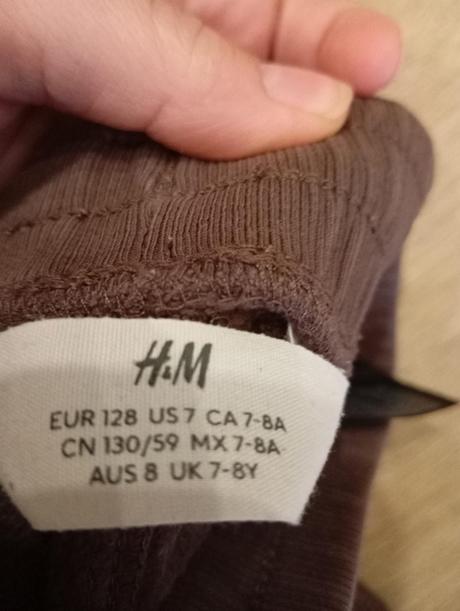 H&M
EUR 128 US 7 CA 7-8A
CN 130/59 MX 7-8A
AUS 8 UK 7-8Y